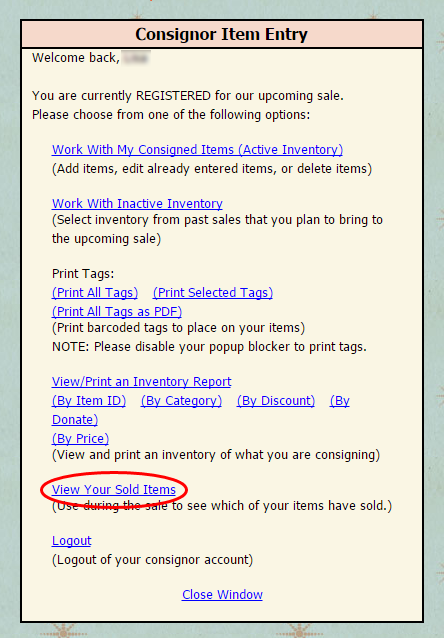 Consignor Item Entry
Welcome back,
You are currently REGISTERED for our upcoming sale.
Please choose from one of the following options:
Work With My Consigned Items (Active Inventory)
(Add items, edit already entered items, or delete items)
Work With Inactive Inventory
(Select inventory from past sales that you plan to bring to
the upcoming sale)
Print Tags:
(Print All Tags) (Print Selected Tags)
(Print All Tags as PDF)
(Print barcoded tags to place on your items)
NOTE: Please disable your popup blocker to print tags.
View/Print an Inventory Report
(By Item ID) (By Category) (By Discount) (By
Donate)
(By Price)
(View and print an inventory of what you are consigning)
View Your Sold Items
(Use during the sale to see which of your items have sold.)
Logout
(Logout of your consignor account)
Close Window